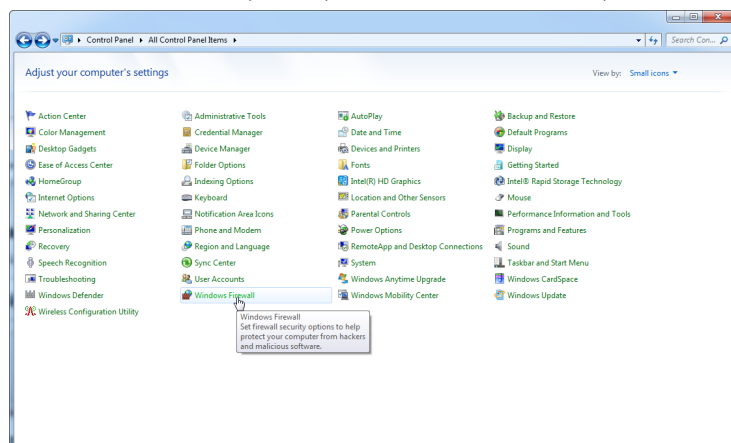 Control Panel ▸ All Control Panel Items ▸
Search Con...
Adjust your computer's settings
View by: Small icons
Action Center Administrative Tools AutoPlay Backup and Restore
Color Management Credential Manager Date and Time Default Programs
Desktop Gadgets Device Manager Devices and Printers Display
Ease of Access Center Folder Options Fonts Getting Started
HomeGroup Indexing Options Intel(R) HD Graphics Intel® Rapid Storage Technology
Internet Options Keyboard Location and Other Sensors Mouse
Network and Sharing Center Notification Area Icons Parental Controls Performance Information and Tools
Personalization Phone and Modem Power Options Programs and Features
Recovery Region and Language RemoteApp and Desktop Connections Sound
Speech Recognition Sync Center System Taskbar and Start Menu
Troubleshooting User Accounts Windows Anytime Upgrade Windows CardSpace
Windows Defender Windows Firewall Windows Mobility Center Windows Update
Wireless Configuration Utility
Windows Firewall
Set firewall security options to help
protect your computer from hackers
and malicious software.